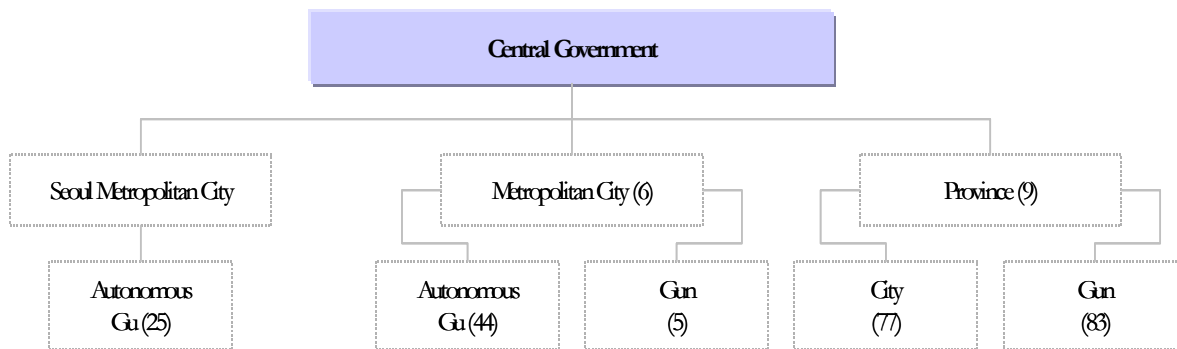 Central Government
Seoul Metropolitan City
Metropolitan City (6)
Province (9)
Autonomous
Gu (25)
Autonomous
Gu (44)
Gun
(5)
City
(77)
Gun
(83)